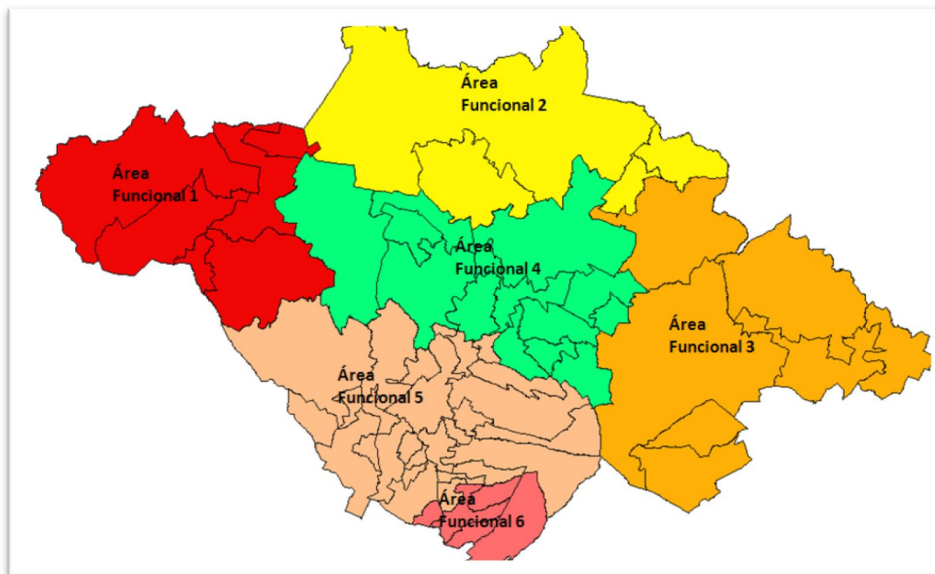 Área
Funcional 2
Área
Funcional 1
Área
Funcional 4
Área
Funcional 3
Área
Funcional 5
Área
Funcional 6